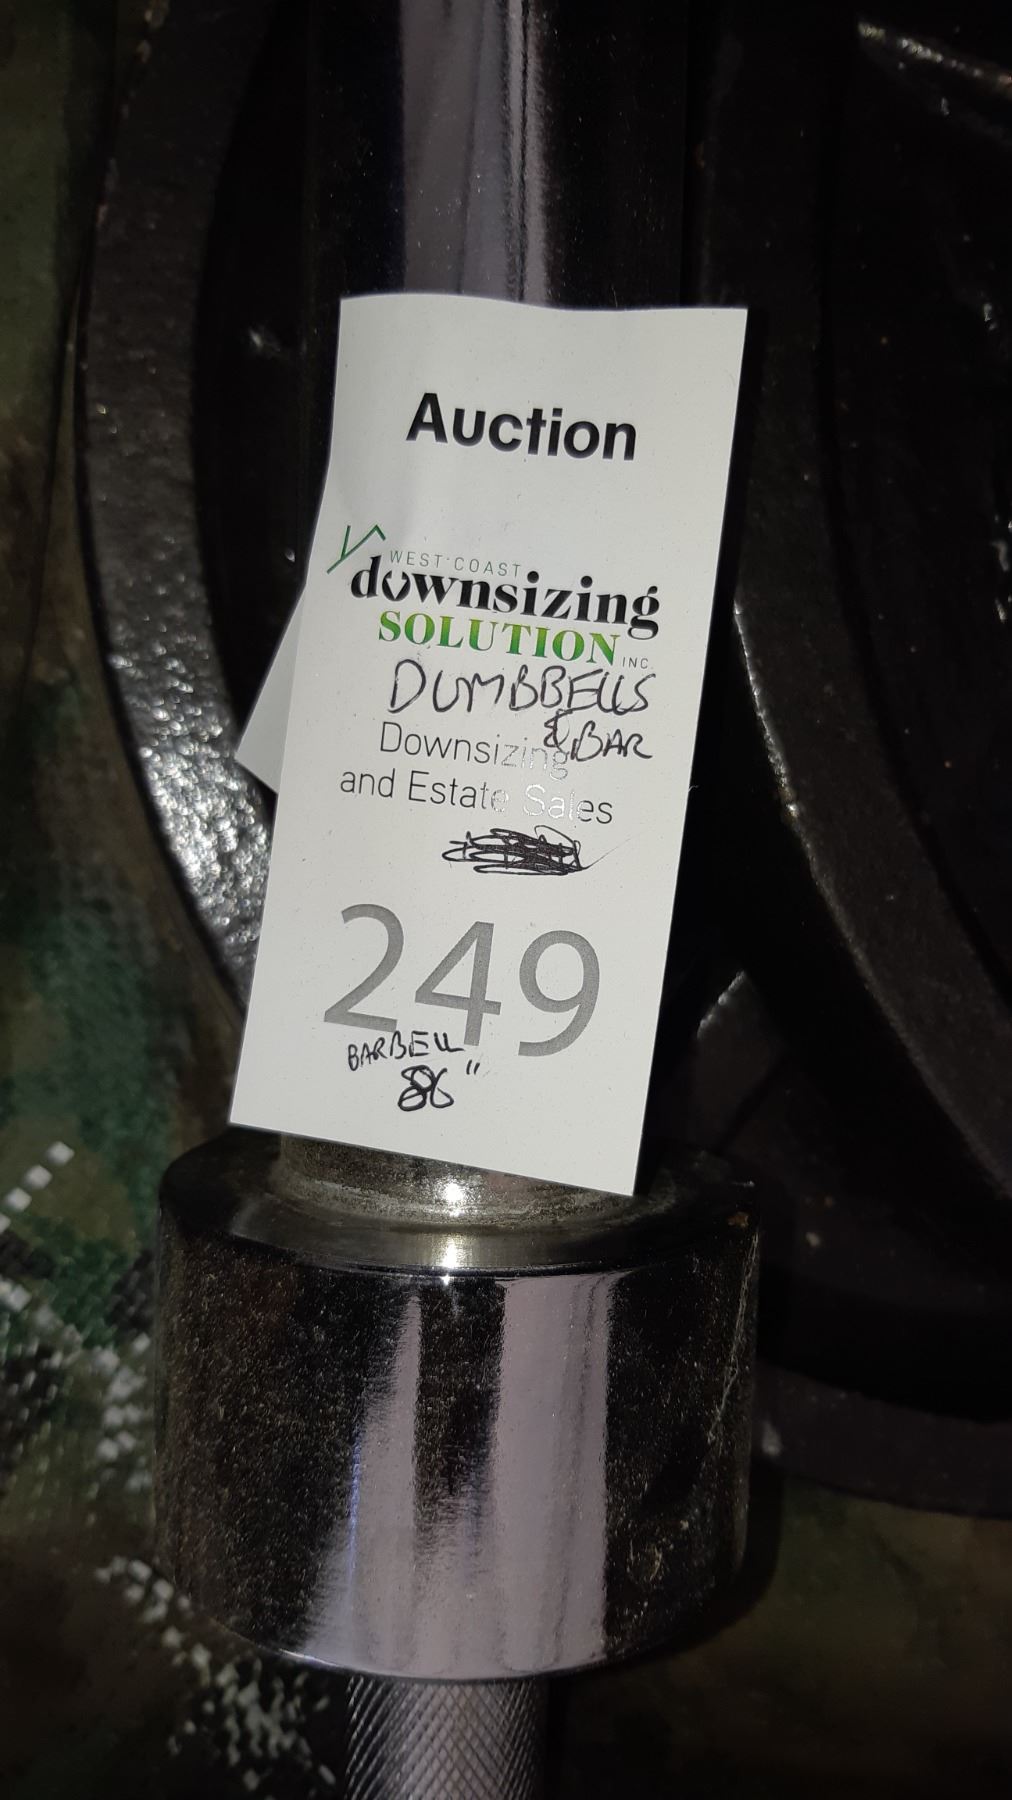 Auction
WEST COAST
downsizing
SOLUTION INC.
DUMBBELLS
& BAR
Downsizing
and Estate Sales
249
BARBELL
86"